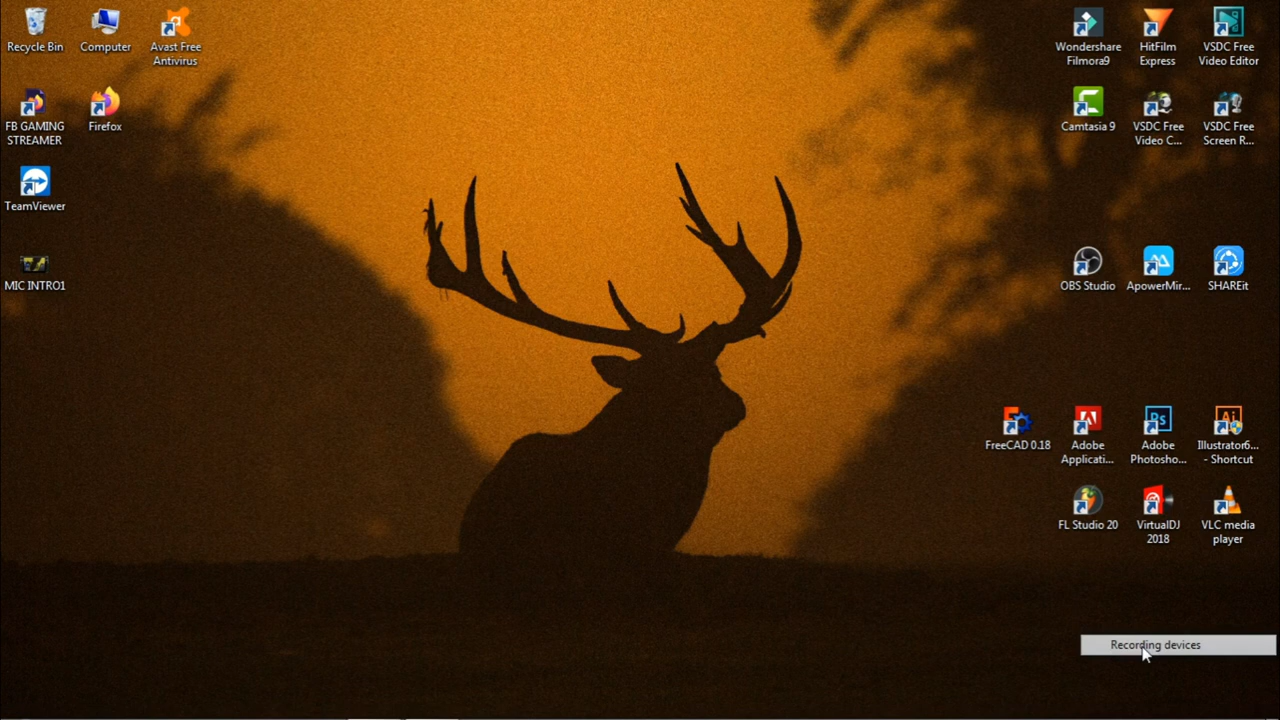 Recycle Bin
Computer
Avast Free
Antivirus
FB GAMING
STREAMER
Firefox
TeamViewer
MIC INTRO1
Wondershare
Filmora9
HitFilm
Express
VSDC Free
Video Editor
Camtasia 9
VSDC Free
Video C...
VSDC Free
Screen R...
OBS Studio
ApowerMir...
SHAREit
FreeCAD 0.18
Adobe
Applicati...
Adobe
Photosho...
Illustrator6...
- Shortcut
FL Studio 20
VirtualDJ
2018
VLC media
player
Recording devices